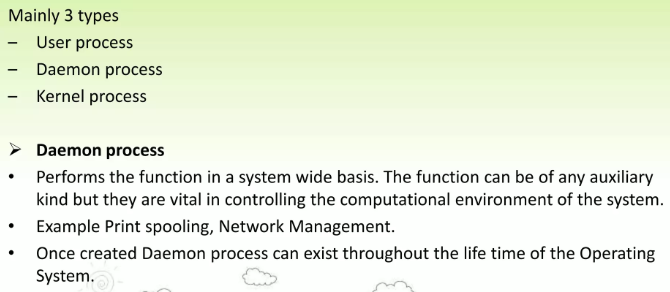 Mainly 3 types
– User process
– Daemon process
– Kernel process
➢ Daemon process
• Performs the function in a system wide basis. The function can be of any auxiliary
kind but they are vital in controlling the computational environment of the system.
• Example Print spooling, Network Management.
• Once created Daemon process can exist throughout the life time of the Operating
System.